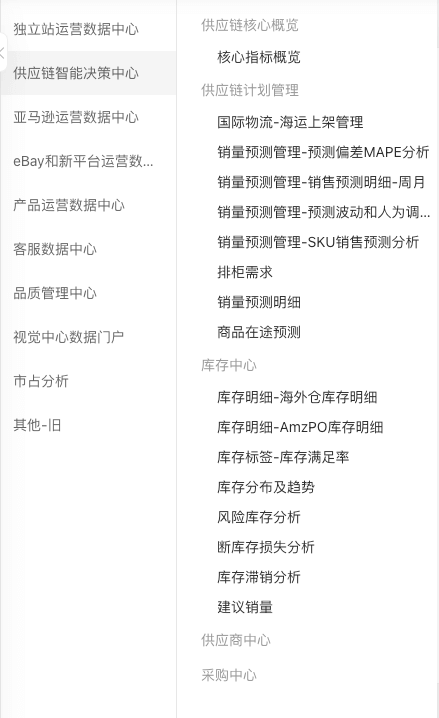 独立站运营数据中心
供应链智能决策中心
亚马逊运营数据中心
eBay和新平台运营数...
产品运营数据中心
客服数据中心
品质管理中心
视觉中心数据门户
市占分析
其他-旧
供应链核心概览
核心指标概览
供应链计划管理
国际物流-海运上架管理
销量预测管理-预测偏差MAPE分析
销量预测管理-销售预测明细-周月
销量预测管理-预测波动和人为调...
销量预测管理-SKU销售预测分析
排柜需求
销量预测明细
商品在途预测
库存中心
库存明细-海外仓库存明细
库存明细-AmzPO库存明细
库存标签-库存满足率
库存分布及趋势
风险库存分析
断库存损失分析
库存滞销分析
建议销量
供应商中心
采购中心